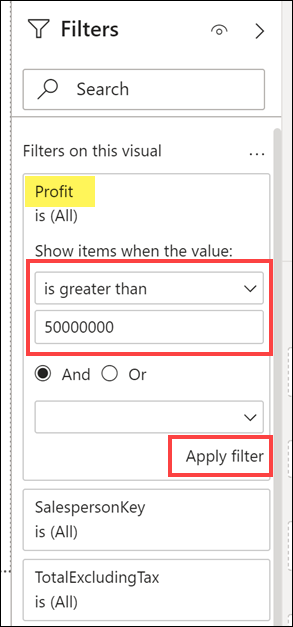 Filters
Search
Filters on this visual
...
Profit
is (All)
Show items when the value:
is greater than
50000000
And Or
Apply filter
SalespersonKey
is (All)
TotalExcludingTax
is (All)